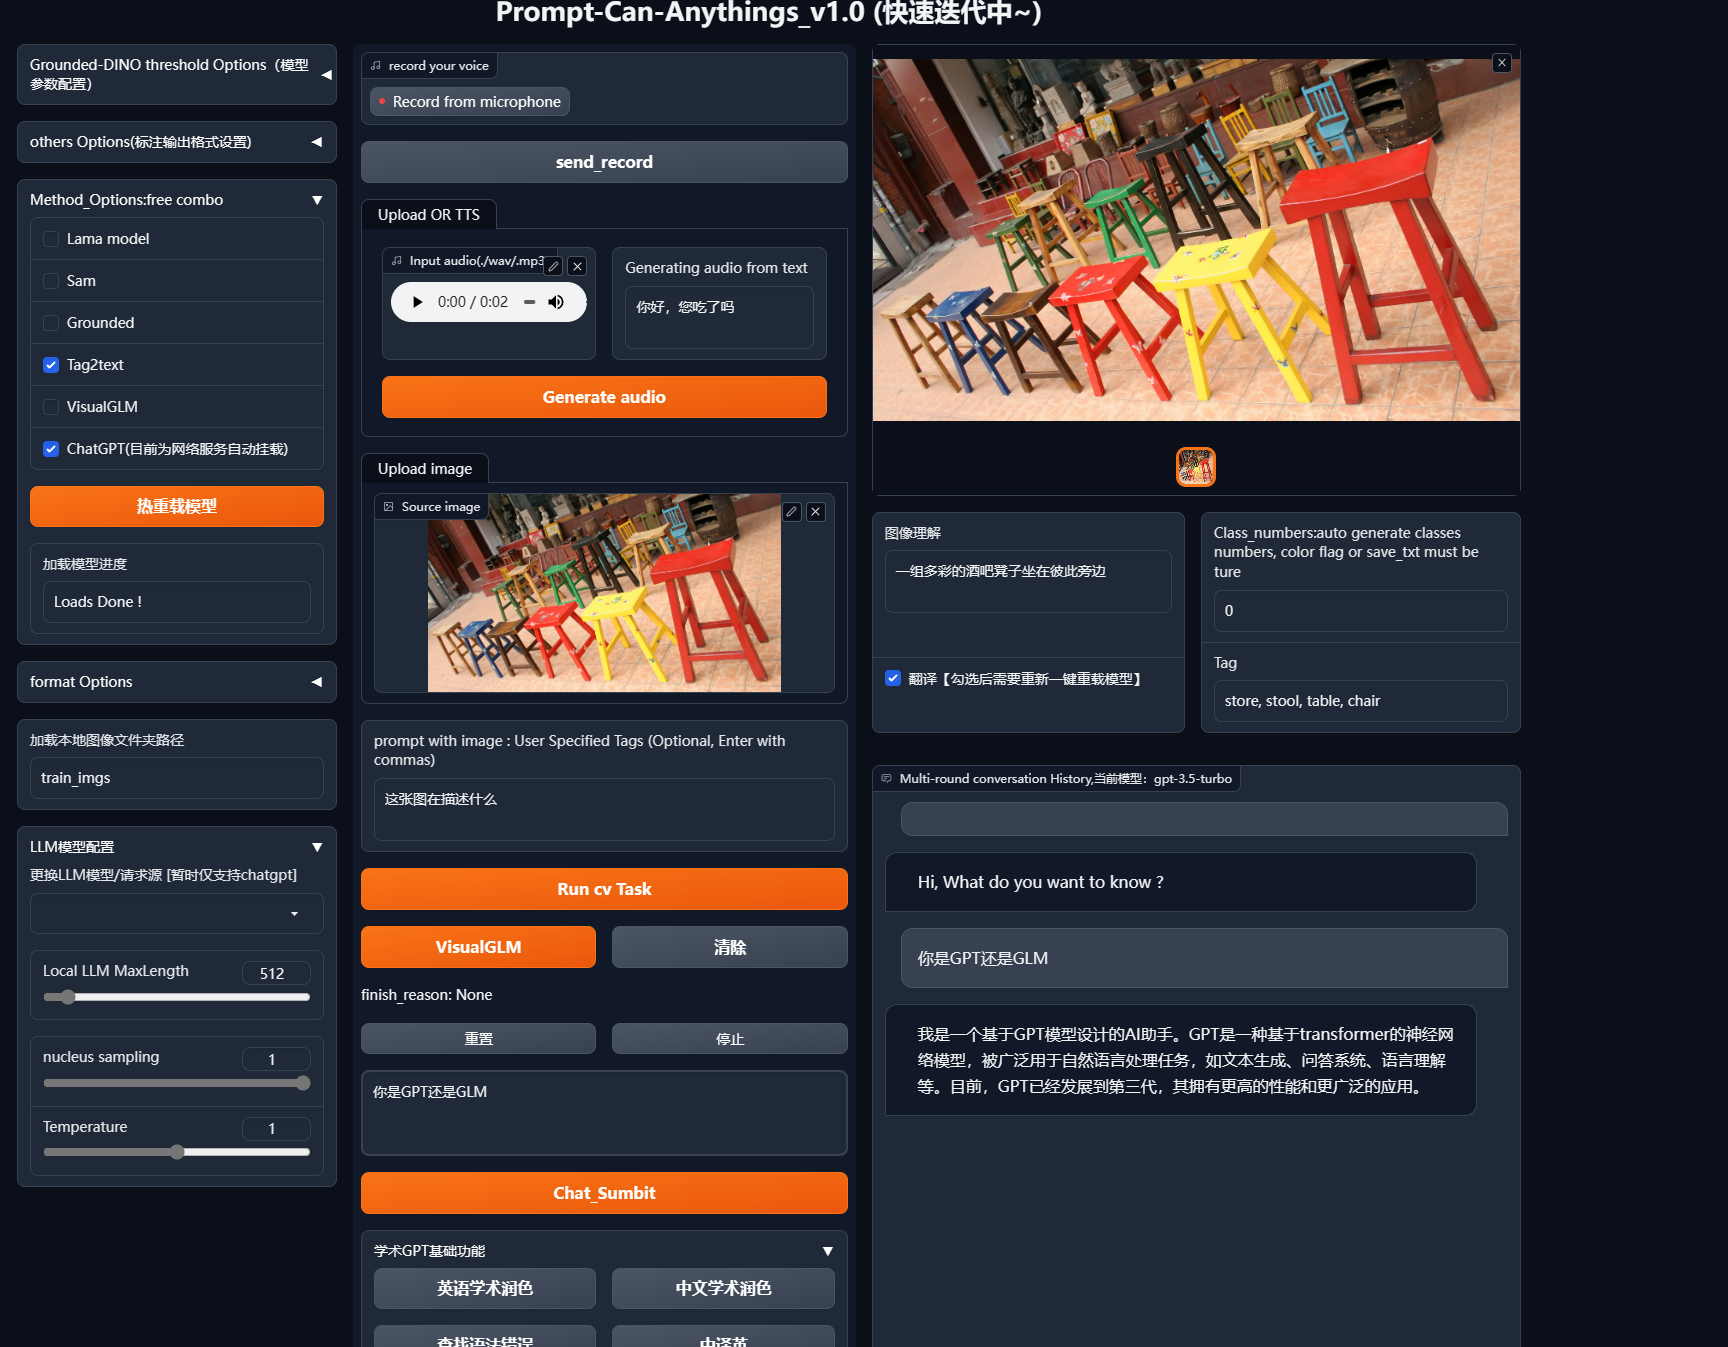 Prompt-Can-Anythings_v1.0 (快速迭代中~)
Grounded-DINO threshold Options（模型
参数配置）
others Options(标注输出格式设置)
Method_Options:free combo
Lama model
Sam
Grounded
Tag2text
VisualGLM
ChatGPT(目前为网络服务自动挂载)
热重载模型
加载模型进度
Loads Done !
format Options
加载本地图像文件夹路径
train_imgs
LLM模型配置
更换LLM模型/请求源 [暂时仅支持chatgpt]
Local LLM MaxLength
512
nucleus sampling
1
Temperature
1
record your voice
Record from microphone
send_record
Upload OR TTS
Input audio(./wav/.mp3
0:00 / 0:02
Generating audio from text
你好，您吃了吗
Generate audio
Upload image
Source image
prompt with image : User Specified Tags (Optional, Enter with
commas)
这张图在描述什么
Run cv Task
VisualGLM
清除
finish_reason: None
重置
停止
你是GPT还是GLM
Chat_Sumbit
学术GPT基础功能
英语学术润色
中文学术润色
查找语法错误
中译英
图像理解
一组多彩的酒吧凳子坐在彼此旁边
翻译【勾选后需要重新一键重载模型】
Class_numbers:auto generate classes
numbers, color flag or save_txt must be
ture
0
Tag
store, stool, table, chair
Multi-round conversation History,当前模型：gpt-3.5-turbo
Hi, What do you want to know ?
你是GPT还是GLM
我是一个基于GPT模型设计的AI助手。GPT是一种基于transformer的神经网
络模型，被广泛用于自然语言处理任务，如文本生成、问答系统、语言理解
等。目前，GPT已经发展到第三代，其拥有更高的性能和更广泛的应用。